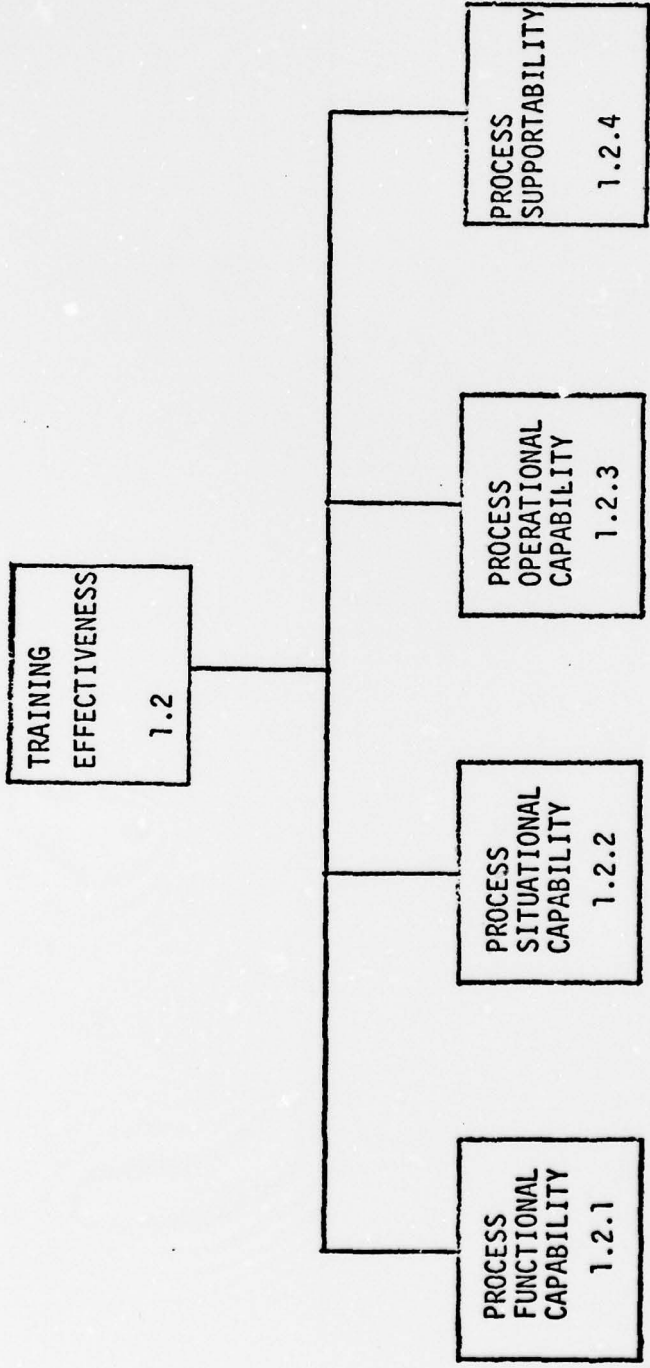 TRAINING
EFFECTIVENESS
1.2
PROCESS
FUNCTIONAL
CAPABILITY
1.2.1
PROCESS
SITUATIONAL
CAPABILITY
1.2.2
PROCESS
OPERATIONAL
CAPABILITY
1.2.3
PROCESS
SUPPORTABILITY
1.2.4